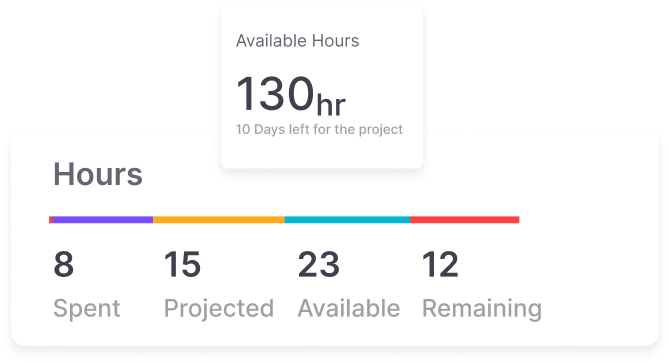 Available Hours
130hr
10 Days left for the project
Hours
8 15 23 12
Spent Projected Available Remaining